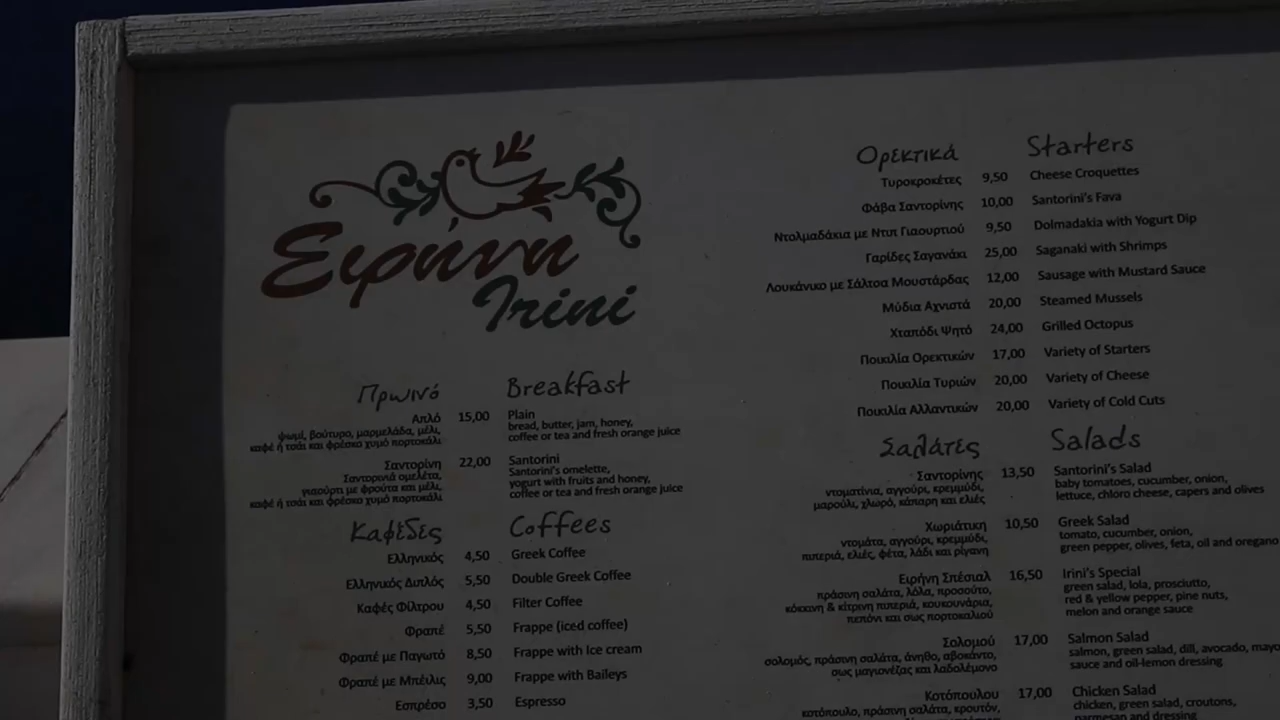 Ειρήνη
Irini
Πρωινό Breakfast
Απλό 15,00 Plain
ψωμί, βούτυρο, μαρμελάδα, μέλι, bread, butter, jam, honey,
καφέ ή τσάι και φρέσκο χυμό πορτοκάλι coffee or tea and fresh orange juice
Σαντορίνη 22,00 Santorini
Σαντορινιά ομελέτα, Santorini's omelette,
γιαούρτι με φρούτα και μέλι, yogurt with fruits and honey,
καφέ ή τσάι και φρέσκο χυμό πορτοκάλι coffee or tea and fresh orange juice
Καφέδες Coffees
Ελληνικός 4,50 Greek Coffee
Ελληνικός Διπλός 5,50 Double Greek Coffee
Καφές Φίλτρου 4,50 Filter Coffee
Φραπέ 5,50 Frappe (iced coffee)
Φραπέ με Παγωτό 8,50 Frappe with Ice cream
Φραπέ με Μπέιλις 9,00 Frappe with Baileys
Εσπρέσο 3,50 Espresso
Ορεκτικά Starters
Τυροκροκέτες 9,50 Cheese Croquettes
Φάβα Σαντορίνης 10,00 Santorini's Fava
Ντολμαδάκια με Ντιπ Γιαουρτιού 9,50 Dolmadakia with Yogurt Dip
Γαρίδες Σαγανάκι 25,00 Saganaki with Shrimps
Λουκάνικο με Σάλτσα Μουστάρδας 12,00 Sausage with Mustard Sauce
Μύδια Αχνιστά 20,00 Steamed Mussels
Χταπόδι Ψητό 24,00 Grilled Octopus
Ποικιλία Ορεκτικών 17,00 Variety of Starters
Ποικιλία Τυριών 20,00 Variety of Cheese
Ποικιλία Αλλαντικών 20,00 Variety of Cold Cuts
Σαλάτες Salads
Σαντορίνης 13,50 Santorini's Salad
ντοματίνια, αγγούρι, κρεμμύδι, baby tomatoes, cucumber, onion,
μαρούλι, χλωρό, κάπαρη και ελιές lettuce, chloro cheese, capers and olives
Χωριάτικη 10,50 Greek Salad
ντομάτα, αγγούρι, κρεμμύδι, tomato, cucumber, onion,
πιπεριά, ελιές, φέτα, λάδι και ρίγανη green pepper, olives, feta, oil and oregano
Ειρήνη Σπέσιαλ 16,50 Irini's Special
πράσινη σαλάτα, λόλα, προσούτο, green salad, lola, prosciutto,
κόκκινη & κίτρινη πιπεριά, κουκουνάρια, red & yellow pepper, pine nuts,
πεπόνι και σως πορτοκαλιού melon and orange sauce
Σολομού 17,00 Salmon Salad
σολομός, πράσινη σαλάτα, άνηθο, αβοκάντο, salmon, green salad, dill, avocado, mayo
σως μαγιονέζας και λαδολέμονο sauce and oil-lemon dressing
Κοτόπουλου 17,00 Chicken Salad
κοτόπουλο, πράσινη σαλάτα, κρουτόν, chicken, green salad, croutons,
parmesan and dressing